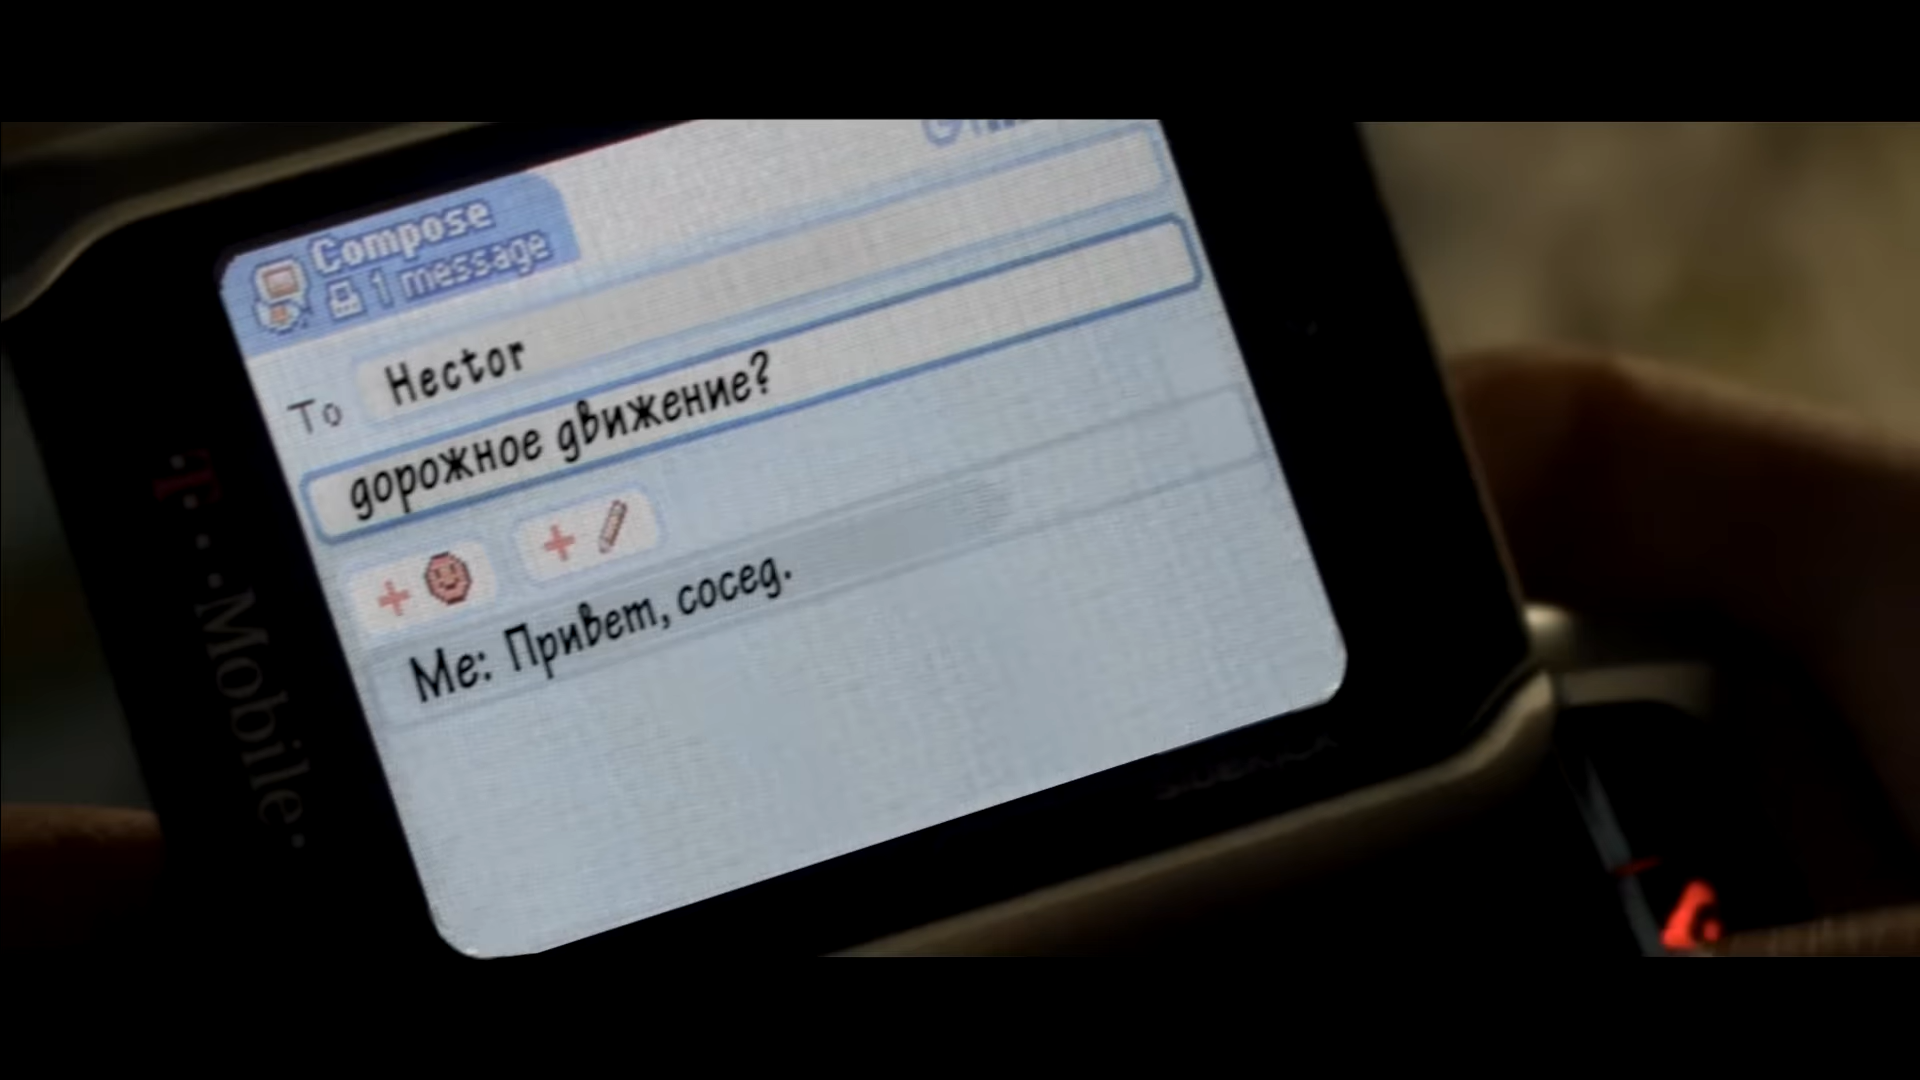 Compose
1 message
To Hector
дорожное движение?
Me: Привет, сосед.
T · · Mobile ·